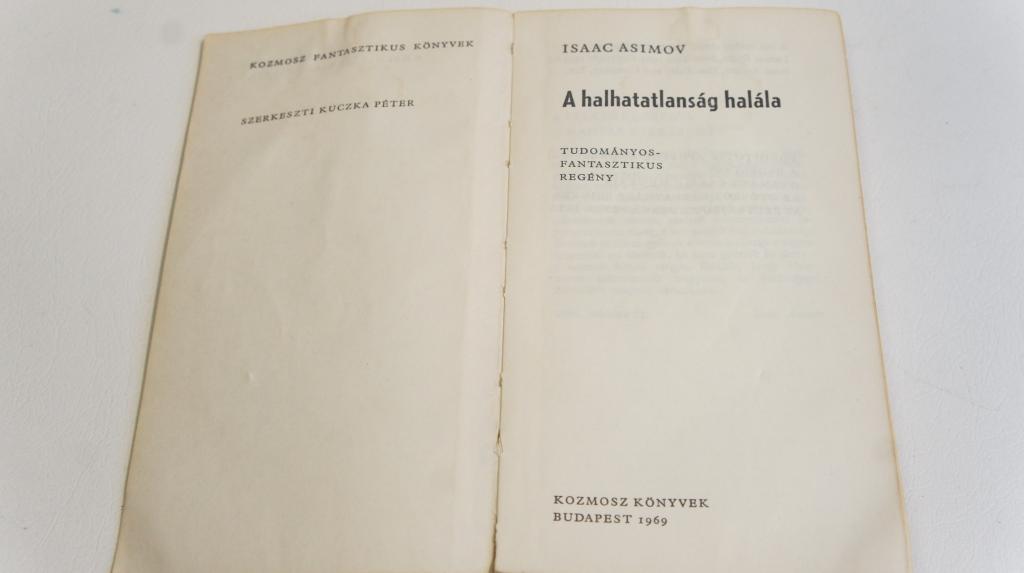 KOZMOSZ FANTASZTIKUS KÖNYVEK
SZERKESZTI KUCZKA PÉTER
ISAAC ASIMOV
A halhatatlanság halála
TUDOMÁNYOS-
FANTASZTIKUS
REGÉNY
KOZMOSZ KÖNYVEK
BUDAPEST 1969